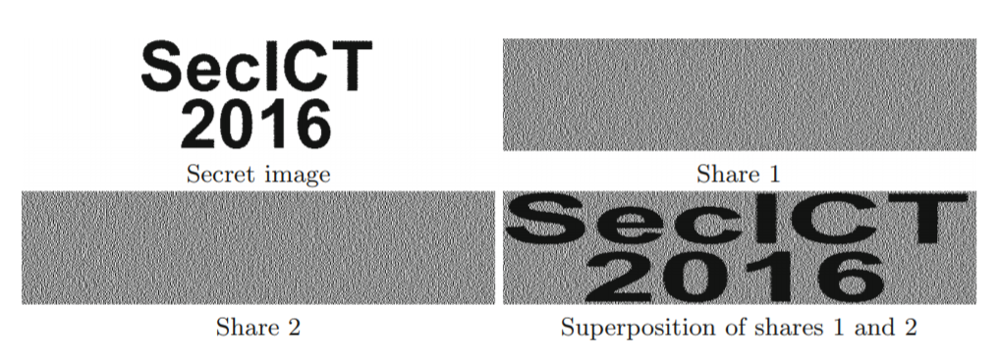 SecICT
2016
Secret image
Share 1
Share 2
SecICT
2016
Superposition of shares 1 and 2